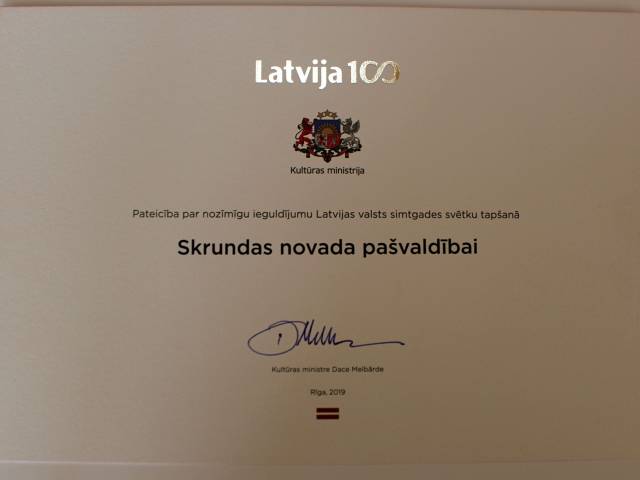 Latvija 100
Kultūras ministrija
Pateicība par nozīmīgu ieguldījumu Latvijas valsts simtgades svētku tapšanā
Skrundas novada pašvaldībai
Kultūras ministre Dace Melbārde
Rīga, 2019